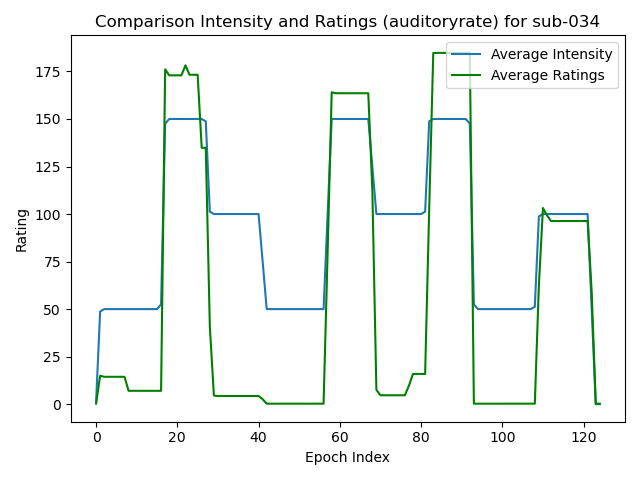 Comparison Intensity and Ratings (auditoryrate) for sub-034
Average Intensity
Average Ratings
Rating
175
150
125
100
75
50
25
0
0 20 40 60 80 100 120
Epoch Index